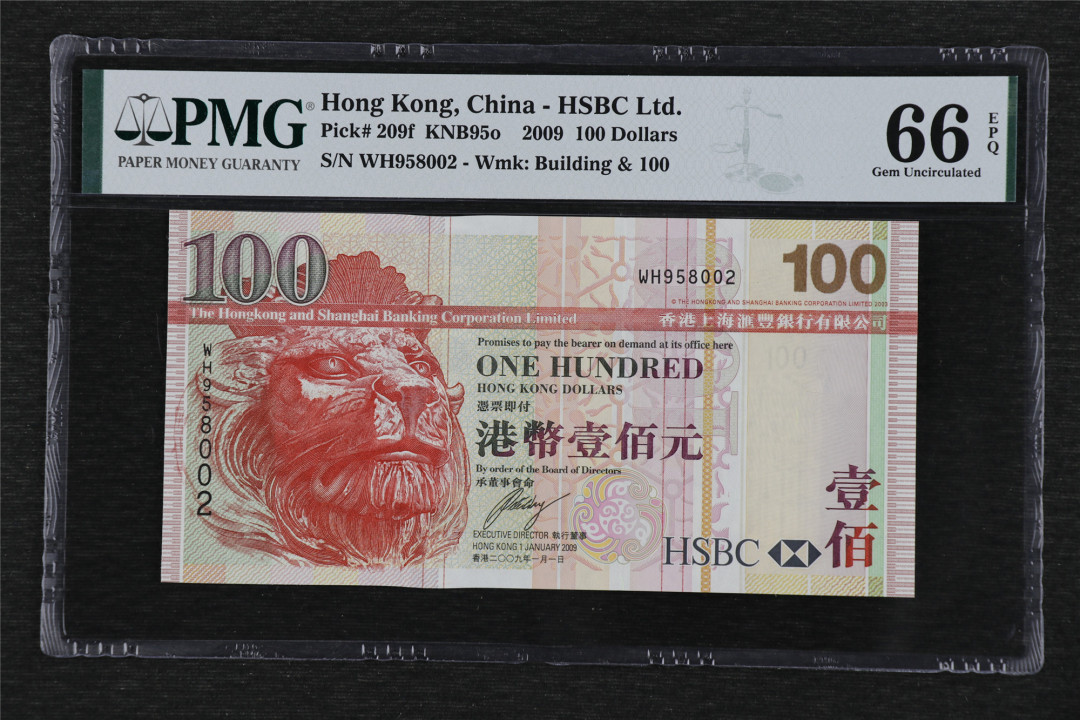 PMG®
PAPER MONEY GUARANTY
Hong Kong, China - HSBC Ltd.
Pick# 209f KNB95o 2009 100 Dollars
S/N WH958002 - Wmk: Building & 100
66
EPQ
Gem Uncirculated
100
WH958002
100
© THE HONGKONG AND SHANGHAI BANKING CORPORATION LIMITED 2009
The Hongkong and Shanghai Banking Corporation Limited
香港上海滙豐銀行有限公司
WH958002
Promises to pay the bearer on demand at its office here
ONE HUNDRED
HONG KONG DOLLARS
憑票即付
港幣壹佰元
By order of the Board of Directors
承董事會命
EXECUTIVE DIRECTOR 執行董事
HONG KONG 1 JANUARY 2009
香港二〇〇九年一月一日
HSBC
壹佰